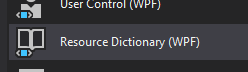 User Control (WPF)
Resource Dictionary (WPF)